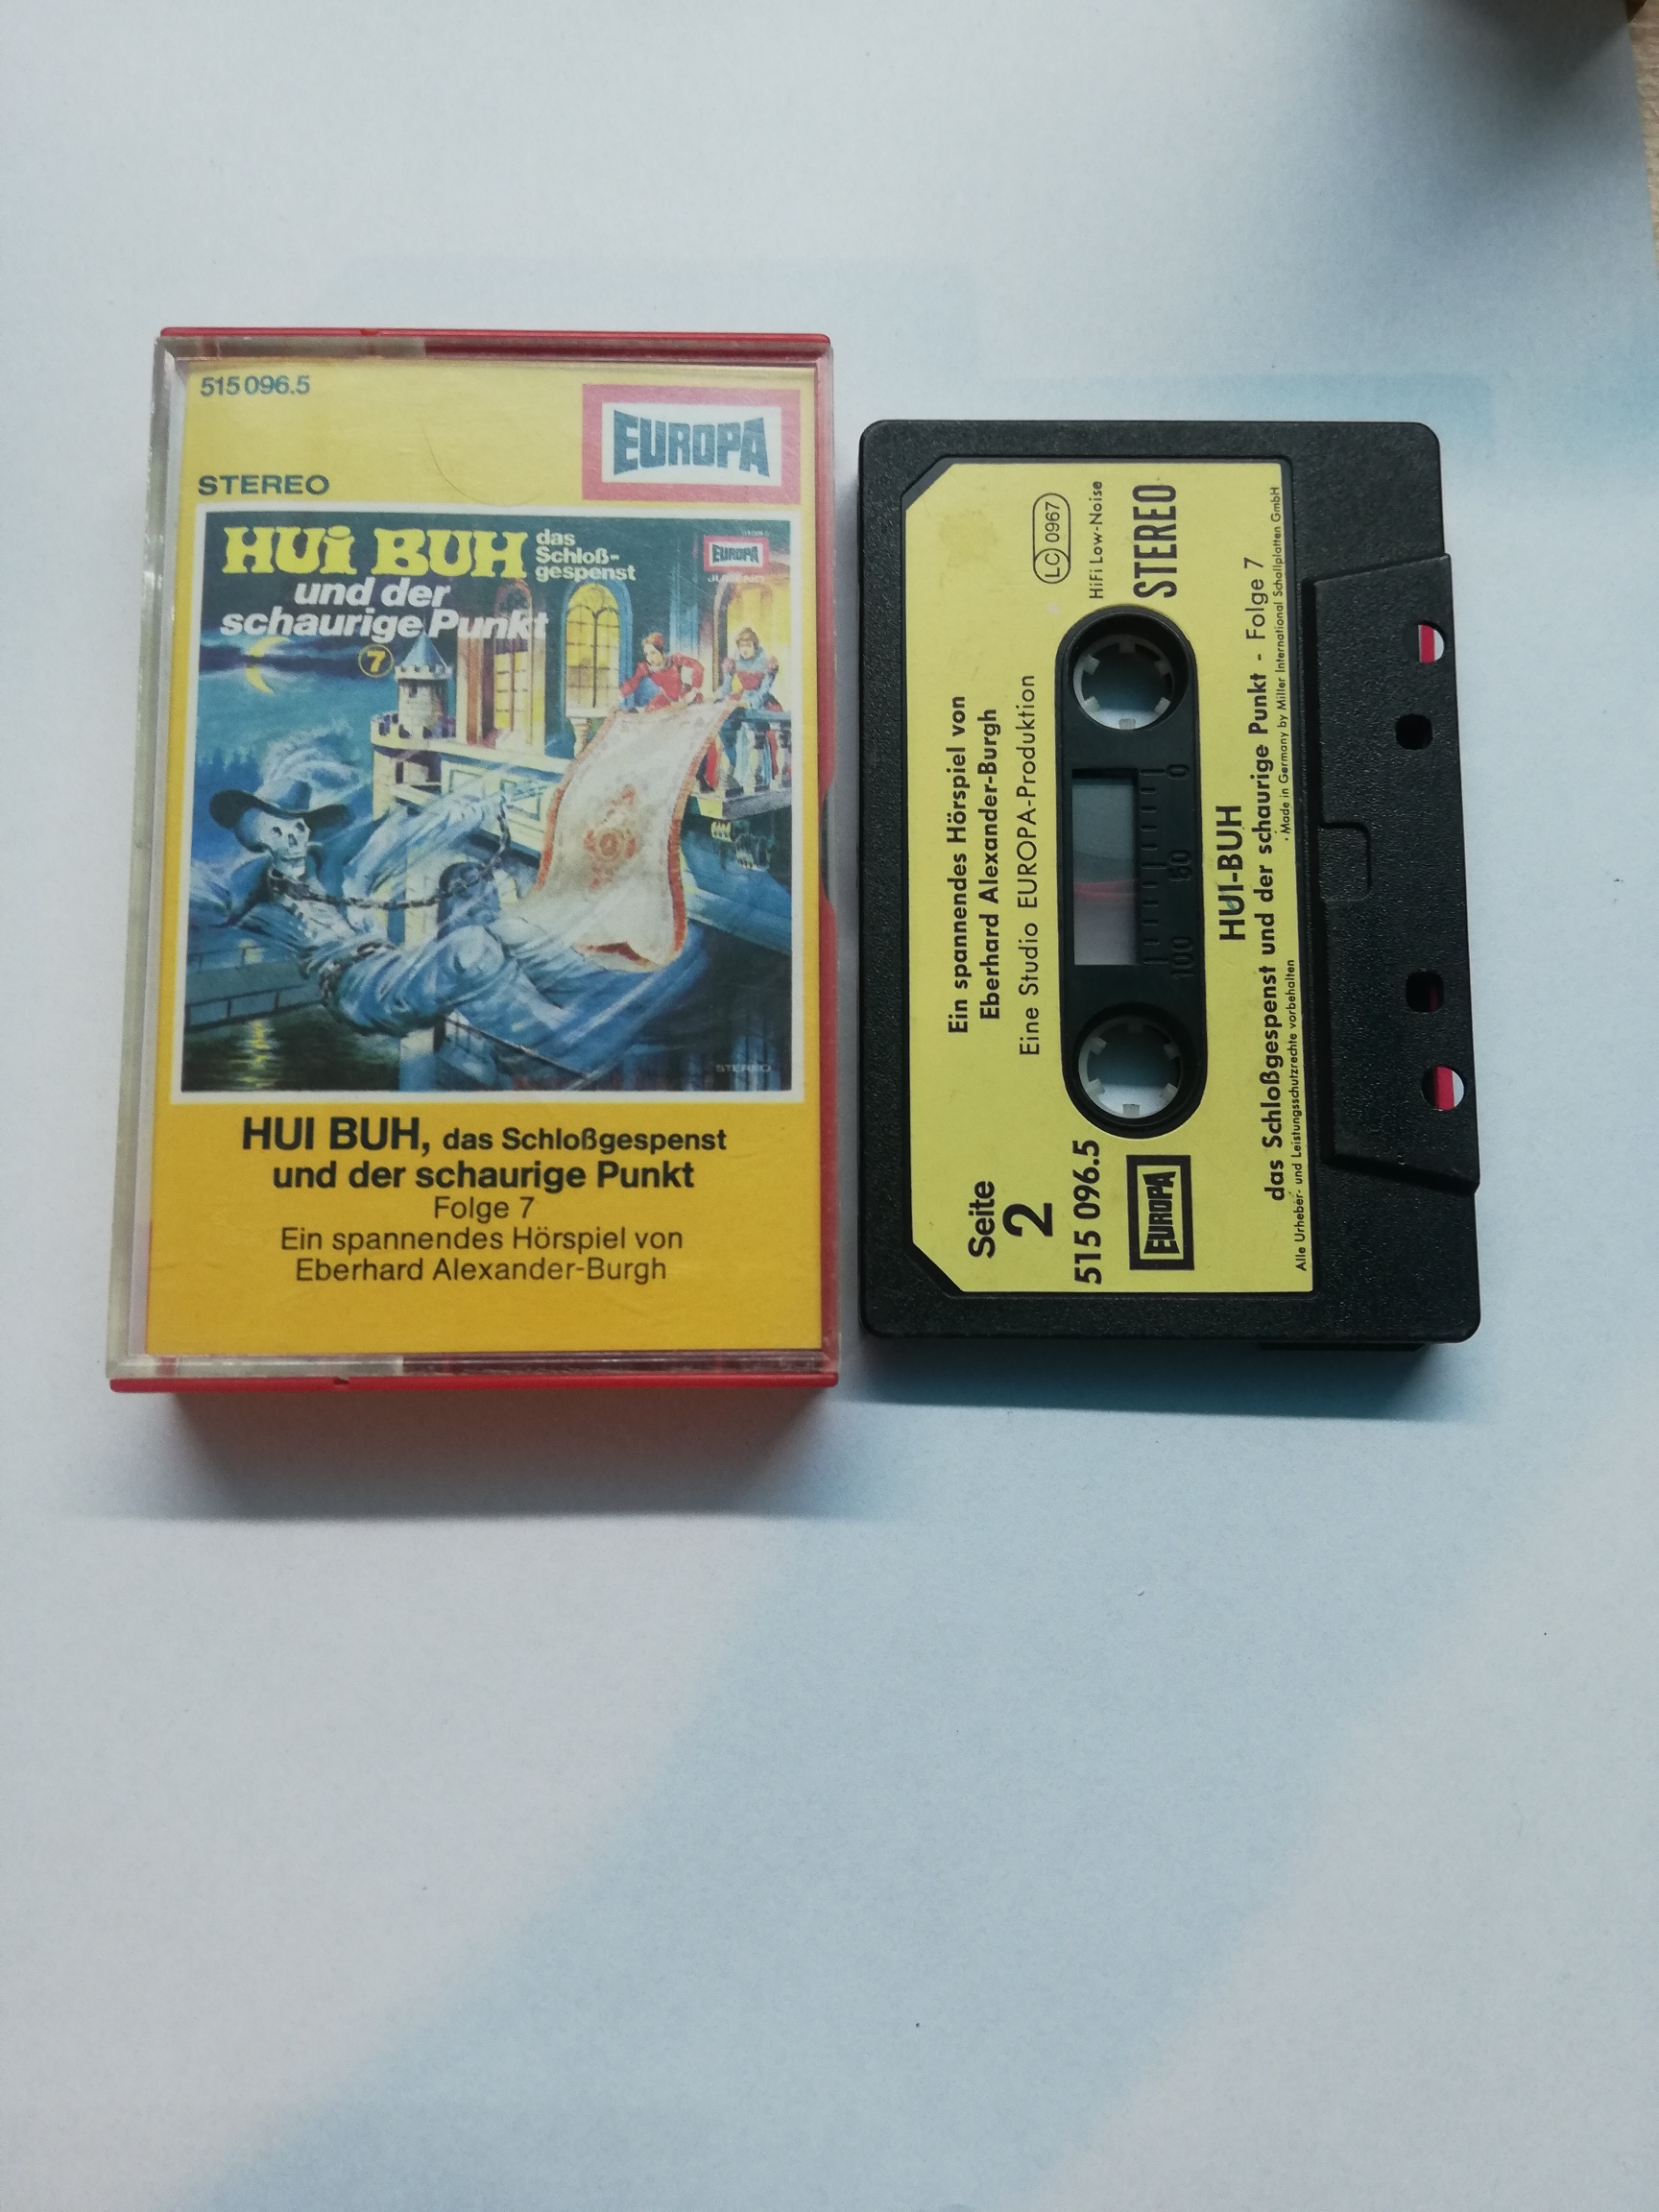 515 096.5
EUROPA
STEREO
HUi BUH das
Schloß-
gespenst
und der
schaurige Punkt
7
EUROPA
JUGEND
STEREO
HUI BUH, das Schloßgespenst
und der schaurige Punkt
Folge 7
Ein spannendes Hörspiel von
Eberhard Alexander-Burgh
Ein spannendes Hörspiel von
Eberhard Alexander-Burgh
Eine Studio EUROPA-Produktion
LC 0967
HiFi Low-Noise
STEREO
Seite
2
515 096.5
EUROPA
100 50 0
HUI-BUH
das Schloßgespenst und der schaurige Punkt - Folge 7
Alle Urheber- und Leistungsschutzrechte vorbehalten
Made in Germany by Miller International Schallplatten GmbH